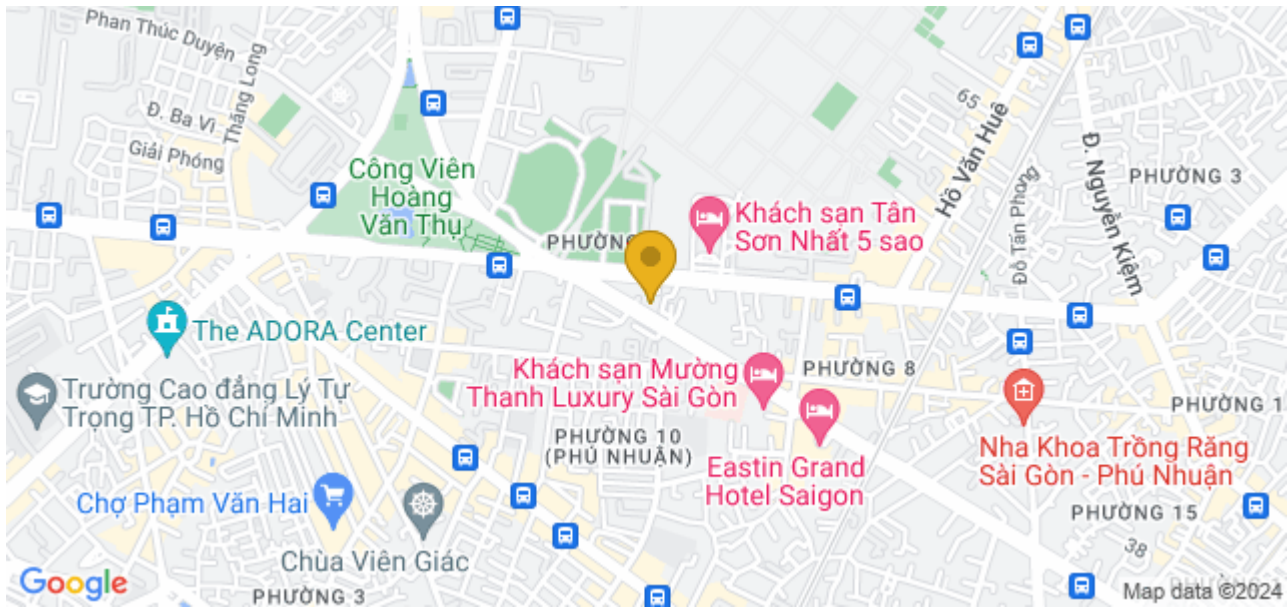 Phan Thúc Duyện
Thăng Long
Đ. Ba Vì
Giải Phóng
Công Viên
Hoàng
Văn Thụ
PHƯỜNG
Khách sạn Tân
Sơn Nhất 5 sao
65
Hồ Văn Huê
Đỗ Tấn Phong
Đ. Nguyễn Kiệm
PHƯỜNG 3
The ADORA Center
Trường Cao đẳng Lý Tự
Trọng TP. Hồ Chí Minh
Khách sạn Mường
Thanh Luxury Sài Gòn
PHƯỜNG 8
PHƯỜNG 1
PHƯỜNG 10
(PHÚ NHUẬN)
Eastin Grand
Hotel Saigon
Nha Khoa Trồng Răng
Sài Gòn - Phú Nhuận
Chợ Phạm Văn Hai
Chùa Viên Giác
PHƯỜNG 15
38
Google
PHƯỜNG 3
Map data ©2024